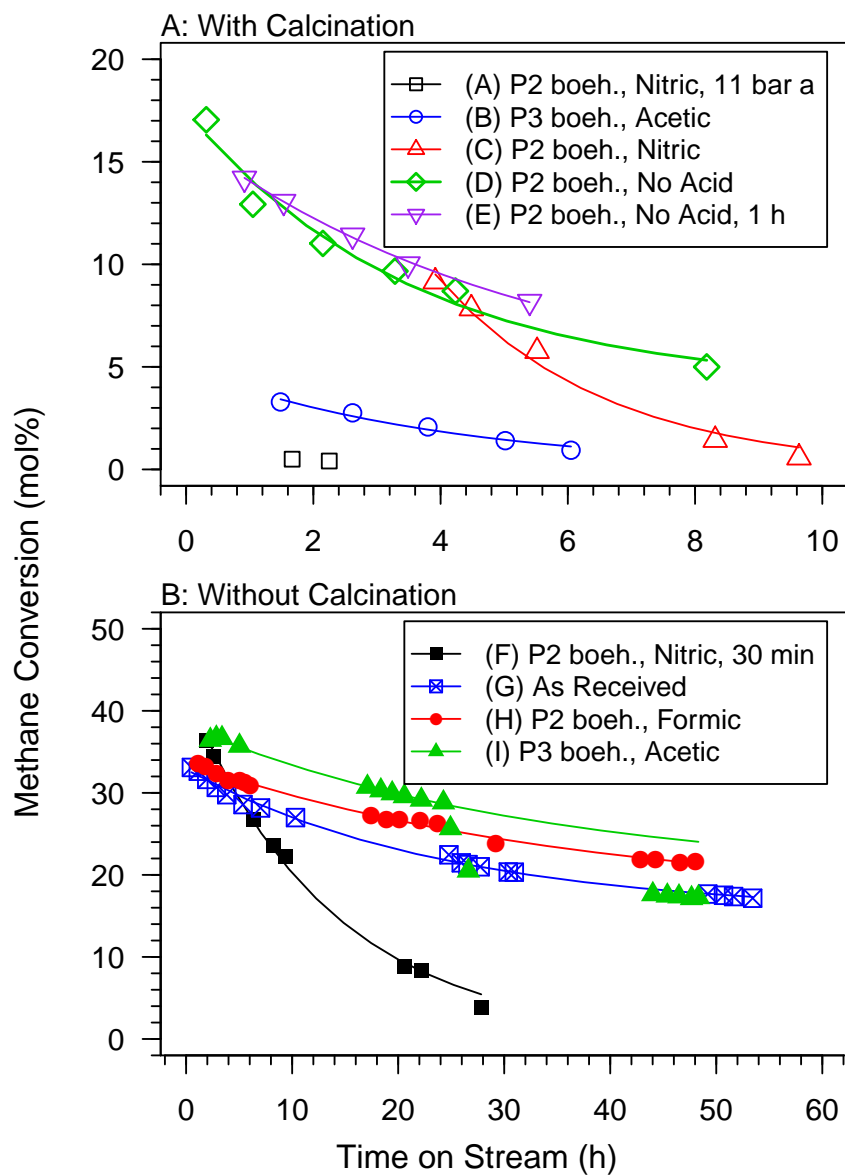 A: With Calcination
20
15
10
5
0
(A) P2 boeh., Nitric, 11 bar a
(B) P3 boeh., Acetic
(C) P2 boeh., Nitric
(D) P2 boeh., No Acid
(E) P2 boeh., No Acid, 1 h
0 2 4 6 8 10
Methane Conversion (mol%)
B: Without Calcination
50
40
30
20
10
0
(F) P2 boeh., Nitric, 30 min
(G) As Received
(H) P2 boeh., Formic
(I) P3 boeh., Acetic
0 10 20 30 40 50 60
Time on Stream (h)